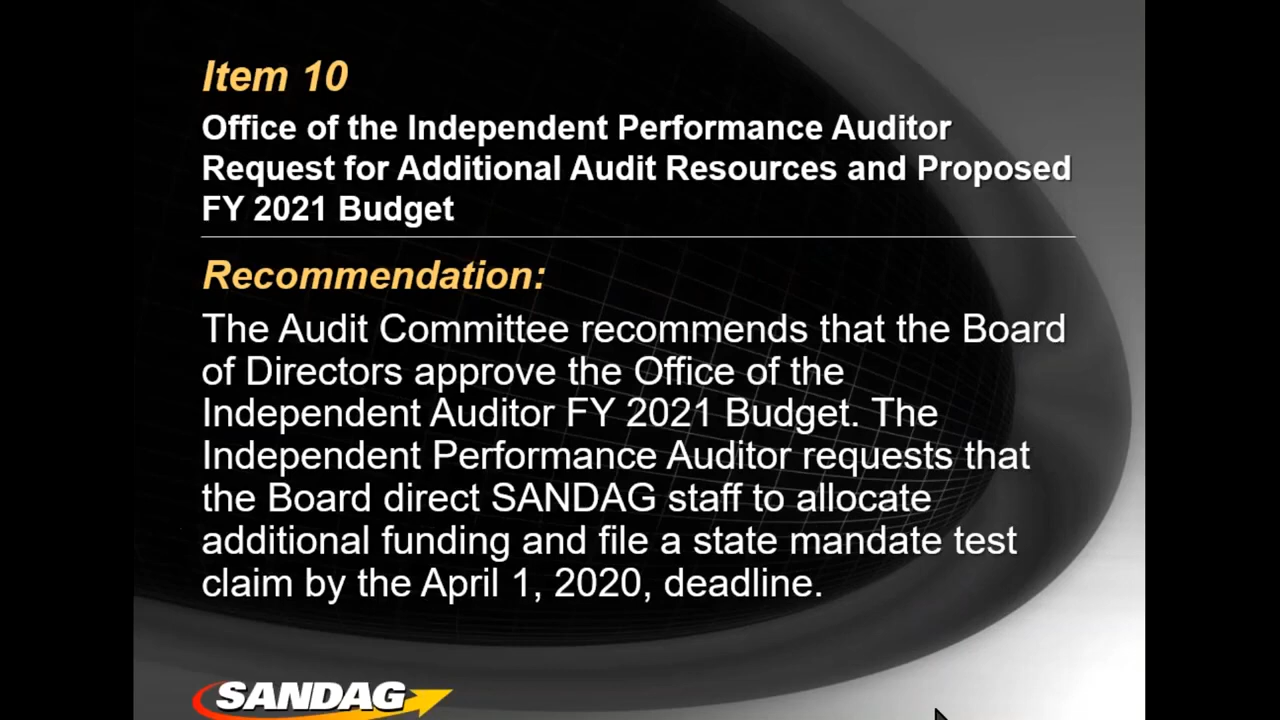 Item 10
Office of the Independent Performance Auditor
Request for Additional Audit Resources and Proposed
FY 2021 Budget
Recommendation:
The Audit Committee recommends that the Board
of Directors approve the Office of the
Independent Auditor FY 2021 Budget. The
Independent Performance Auditor requests that
the Board direct SANDAG staff to allocate
additional funding and file a state mandate test
claim by the April 1, 2020, deadline.
SANDAG